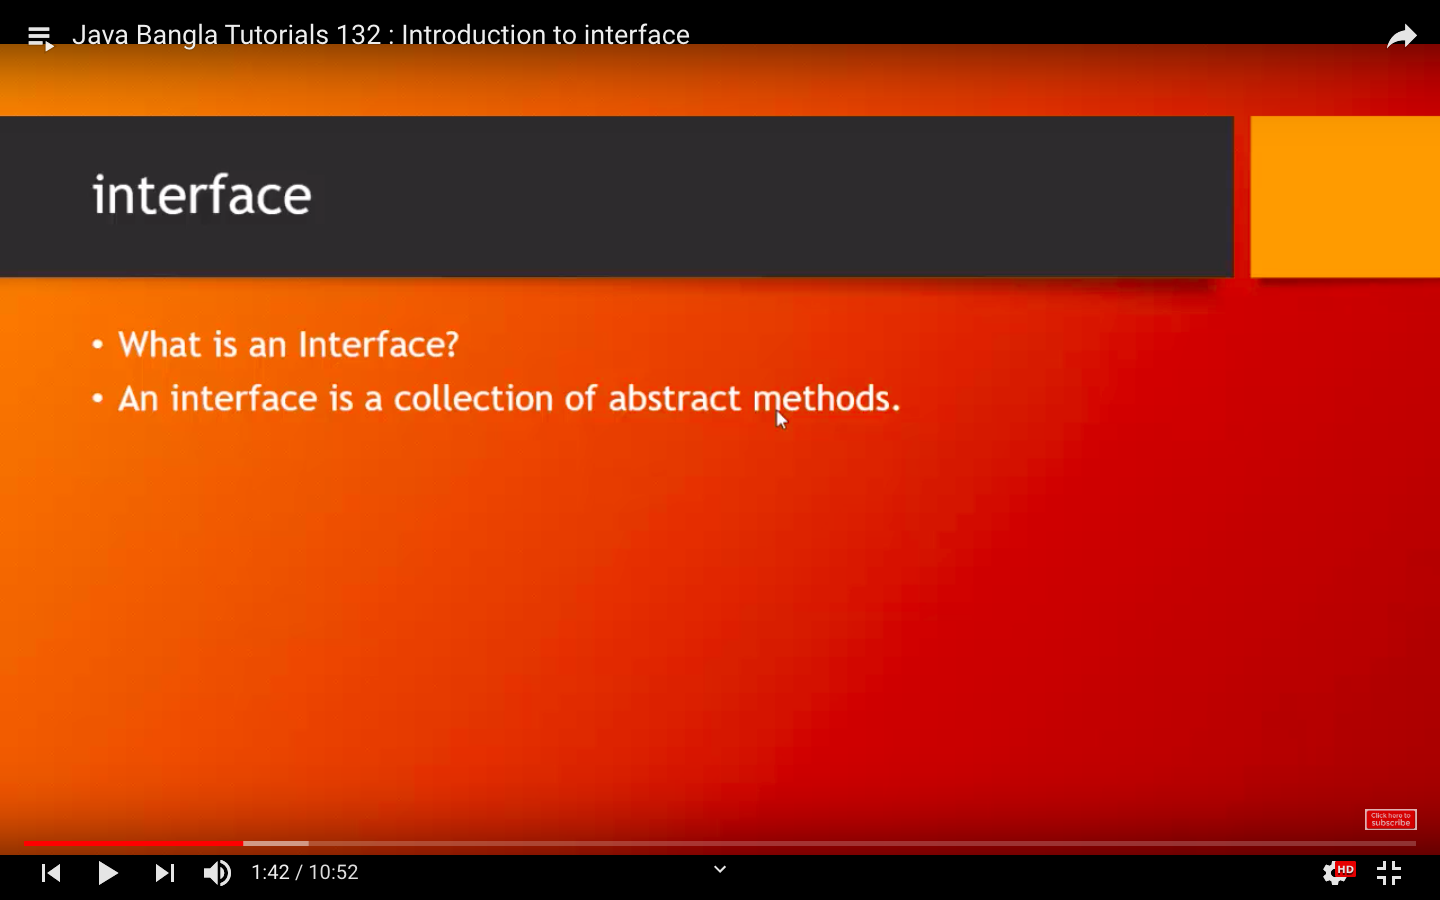 Java Bangla Tutorials 132 : Introduction to interface
interface
• What is an Interface?
• An interface is a collection of abstract methods.
Click here to
subscribe
1:42 / 10:52
HD